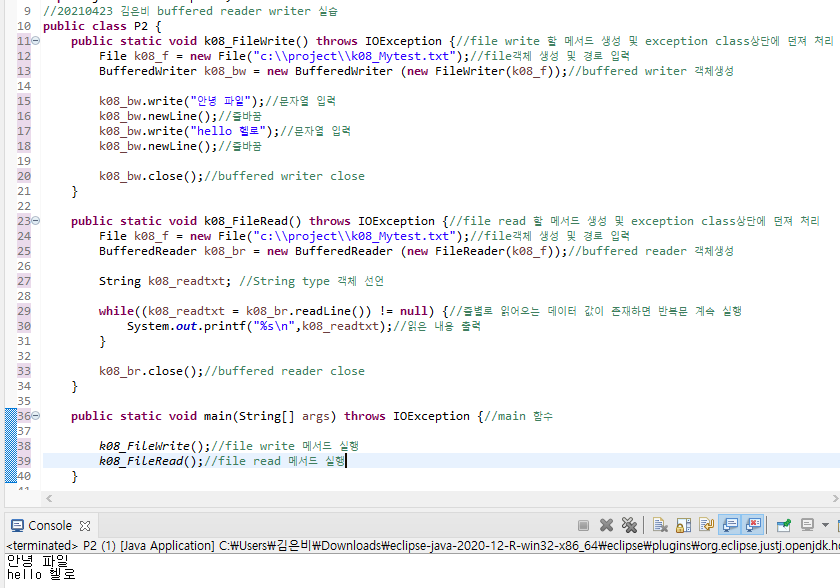 9 //20210423 김은비 buffered reader writer 실습
10 public class P2 {
11 public static void k08_FileWrite() throws IOException {//file write 할 메서드 생성 및 exception class상단에 던져 처리
12 File k08_f = new File("c:\\project\\k08_Mytest.txt");//file객체 생성 및 경로 입력
13 BufferedWriter k08_bw = new BufferedWriter (new FileWriter(k08_f));//buffered writer 객체생성
14
15 k08_bw.write("안녕 파일");//문자열 입력
16 k08_bw.newLine();//줄바꿈
17 k08_bw.write("hello 헬로");//문자열 입력
18 k08_bw.newLine();//줄바꿈
19
20 k08_bw.close();//buffered writer close
21 }
22
23 public static void k08_FileRead() throws IOException {//file read 할 메서드 생성 및 exception class상단에 던져 처리
24 File k08_f = new File("c:\\project\\k08_Mytest.txt");//file객체 생성 및 경로 입력
25 BufferedReader k08_br = new BufferedReader (new FileReader(k08_f));//buffered reader 객체생성
26
27 String k08_readtxt; //String type 객체 선언
28
29 while((k08_readtxt = k08_br.readLine()) != null) {//줄별로 읽어오는 데이터 값이 존재하면 반복문 계속 실행
30 System.out.printf("%s\n",k08_readtxt);//읽은 내용 출력
31 }
32
33 k08_br.close();//buffered reader close
34 }
35
36 public static void main(String[] args) throws IOException {//main 함수
37
38 k08_FileWrite();//file write 메서드 실행
39 k08_FileRead();//file read 메서드 실행
40 }
Console
<terminated> P2 (1) [Java Application] C:₩Users₩김은비₩Downloads₩eclipse-java-2020-12-R-win32-x86_64₩eclipse₩plugins₩org.eclipse.justj.openjdk.h
안녕 파일
hello 헬로